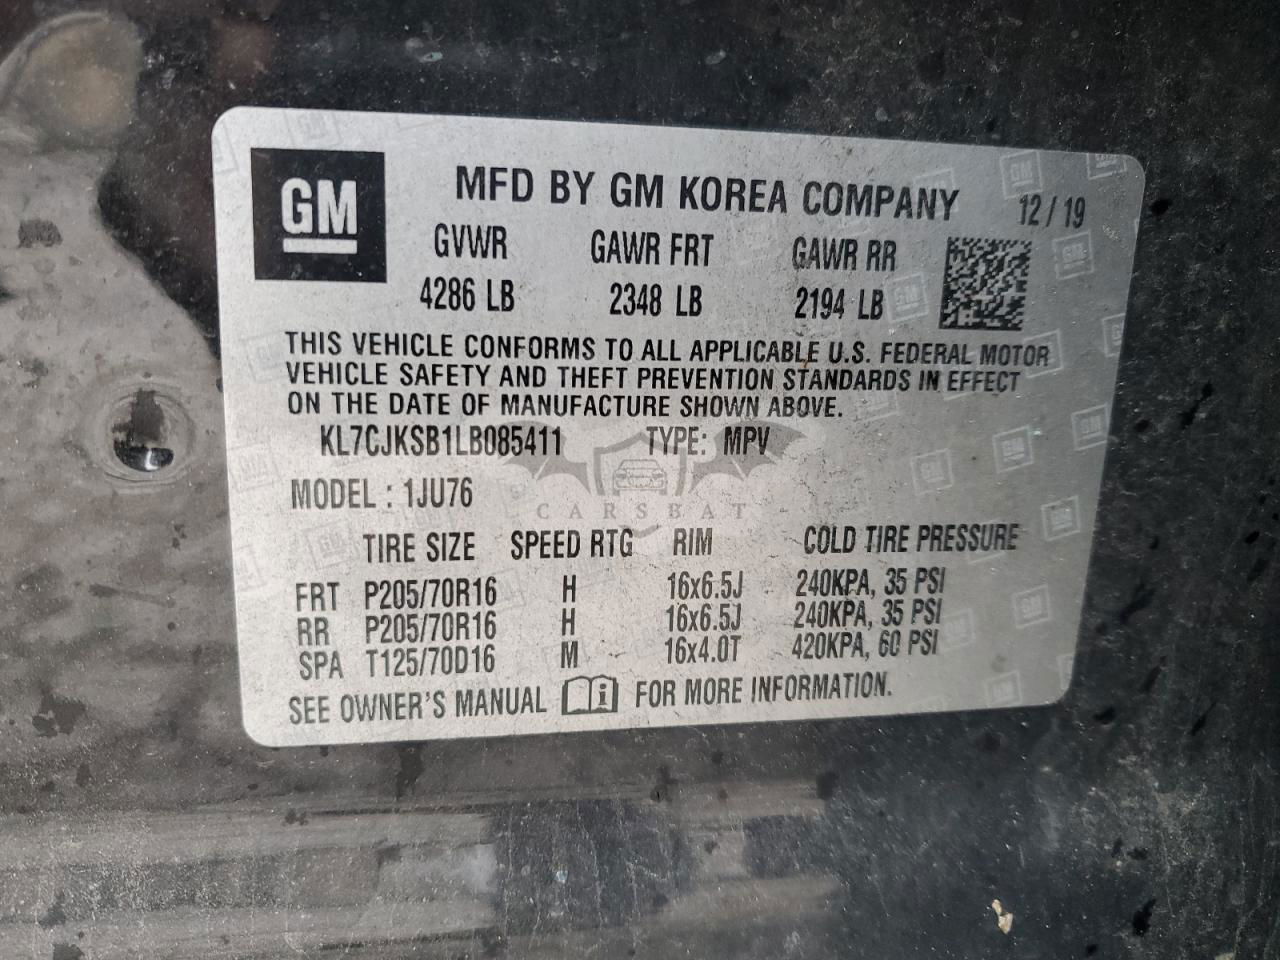 GM
MFD BY GM KOREA COMPANY 12/19
GVWR GAWR FRT GAWR RR
4286 LB 2348 LB 2194 LB
THIS VEHICLE CONFORMS TO ALL APPLICABLE U.S. FEDERAL MOTOR
VEHICLE SAFETY AND THEFT PREVENTION STANDARDS IN EFFECT
ON THE DATE OF MANUFACTURE SHOWN ABOVE.
KL7CJKSB1LB085411 TYPE: MPV
MODEL : 1JU76
CARSBAT
TIRE SIZE SPEED RTG RIM COLD TIRE PRESSURE
FRT P205/70R16 H 16x6.5J 240KPA, 35 PSI
RR P205/70R16 H 16x6.5J 240KPA, 35 PSI
SPA T125/70D16 M 16x4.0T 420KPA, 60 PSI
SEE OWNER'S MANUAL FOR MORE INFORMATION.